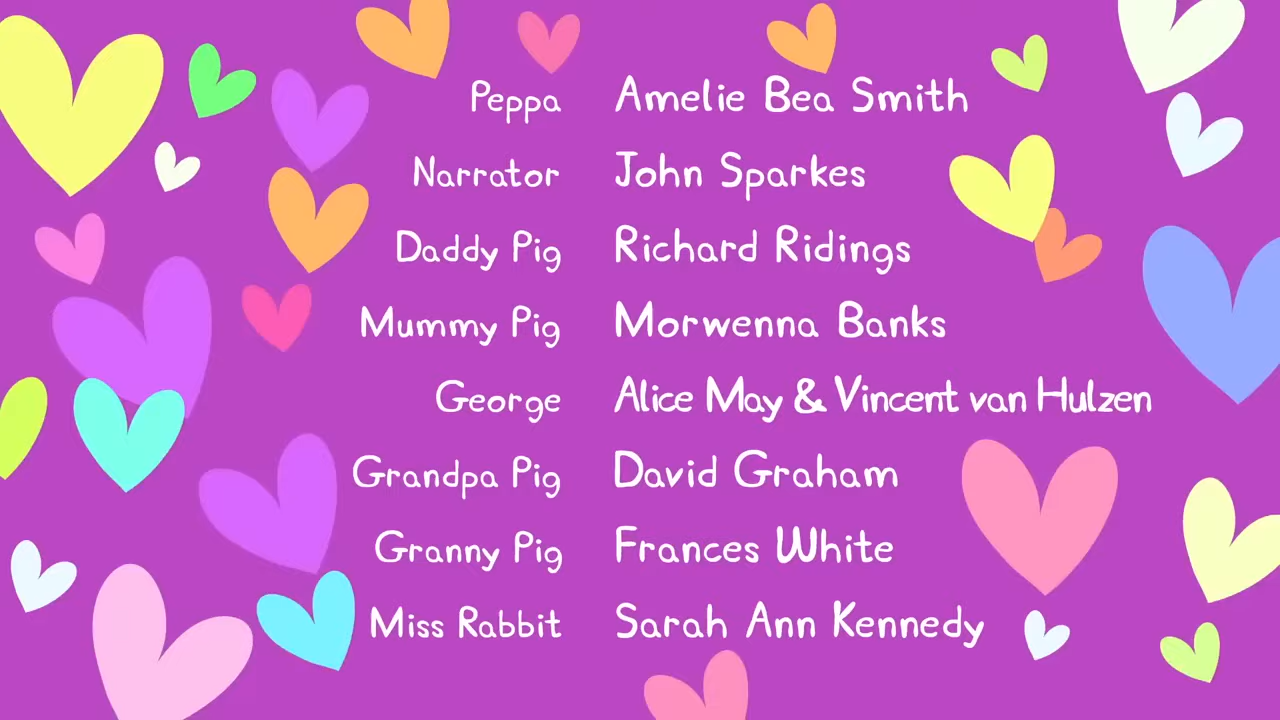 Peppa Amelie Bea Smith
Narrator John Sparkes
Daddy Pig Richard Ridings
Mummy Pig Morwenna Banks
George Alice May & Vincent van Hulzen
Grandpa Pig David Graham
Granny Pig Frances White
Miss Rabbit Sarah Ann Kennedy